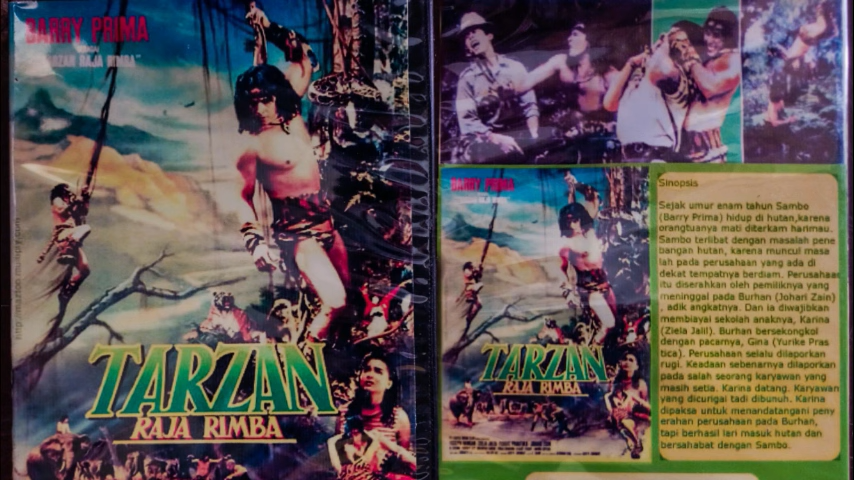 BARRY PRIMA
SEBAGAI
"TARZAN RAJA RIMBA"
TARZAN
RAJA RIMBA
BARRY PRIMA
TARZAN
RAJA RIMBA
Sinopsis
Sejak umur enam tahun Sambo
(Barry Prima) hidup di hutan,karena
orangtuanya mati diterkam harimau.
Sambo terlibat dengan masalah pene
bangan hutan, karena muncul masa
lah pada perusahaan yang ada di
dekat tempatnya berdiam. Perusahaan
itu diserahkan oleh pemiliknya yang
meninggal pada Burhan (Johari Zain)
, adik angkatnya. Dan ia diwajibkan
membiayai sekolah anaknya, Karina
(Ziela Jalil). Burhan bersekongkol
dengan pacarnya, Gina (Yurike Pras
tica). Perusahaan selalu dilaporkan
rugi. Keadaan sebenarnya dilaporkan
pada salah seorang karyawan yang
masih setia. Karina datang. Karyawan
yang dicurigai tadi dibunuh. Karina
dipaksa untuk menandatangani peny
erahan perusahaan pada Burhan,
tapi berhasil lari masuk hutan dan
bersahabat dengan Sambo.